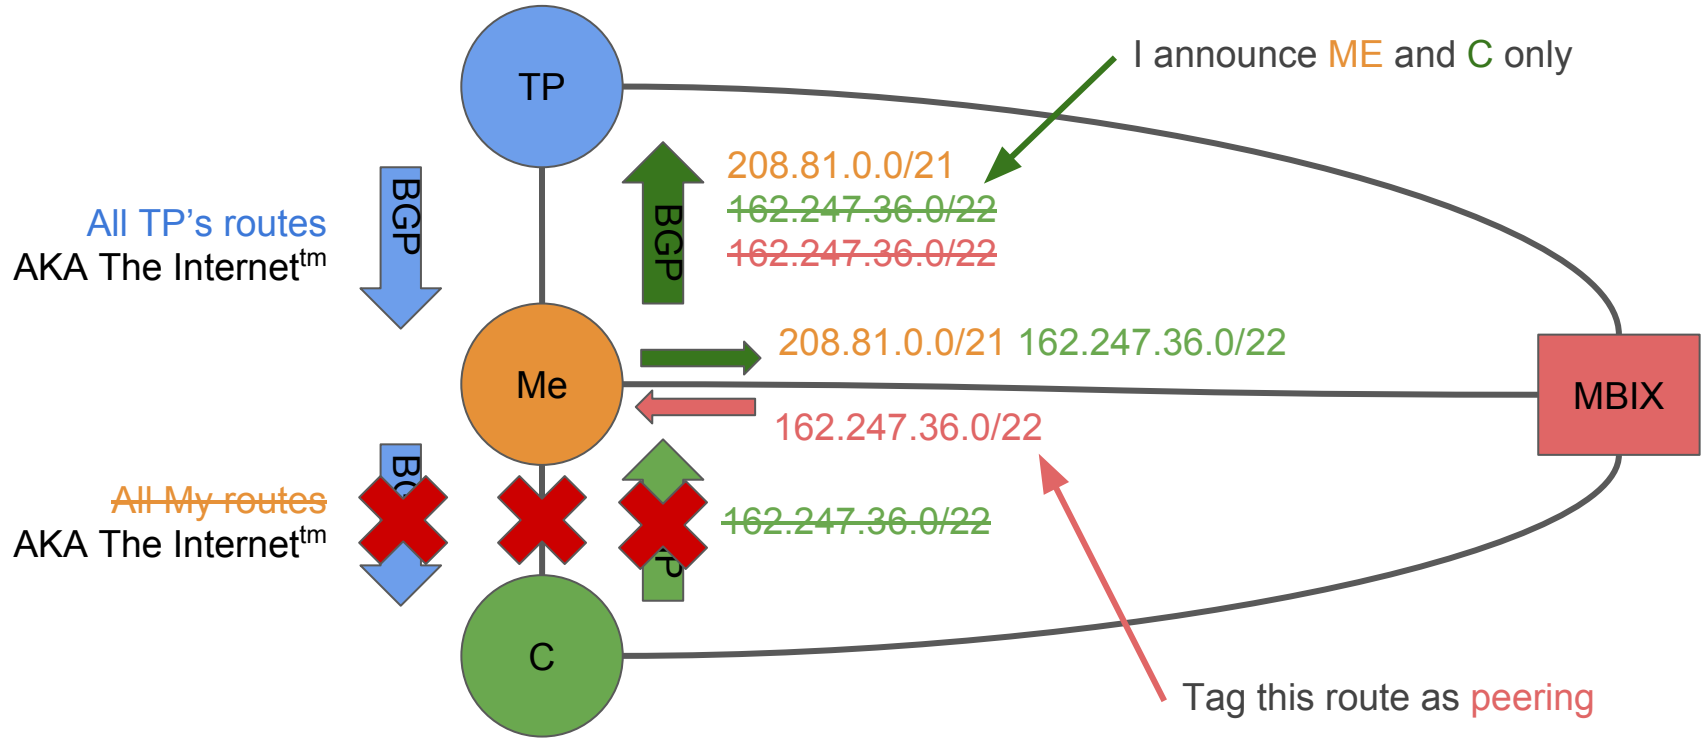 I announce ME and C only
TP
208.81.0.0/21
BGP
162.247.36.0/22
All TP's routes
BGP
162.247.36.0/22
AKA The Internet™
208.81.0.0/21 162.247.36.0/22
Me
MBIX
162.247.36.0/22
All My routes
162.247.36.0/22
AKA The Internet™
C
Tag this route as peering